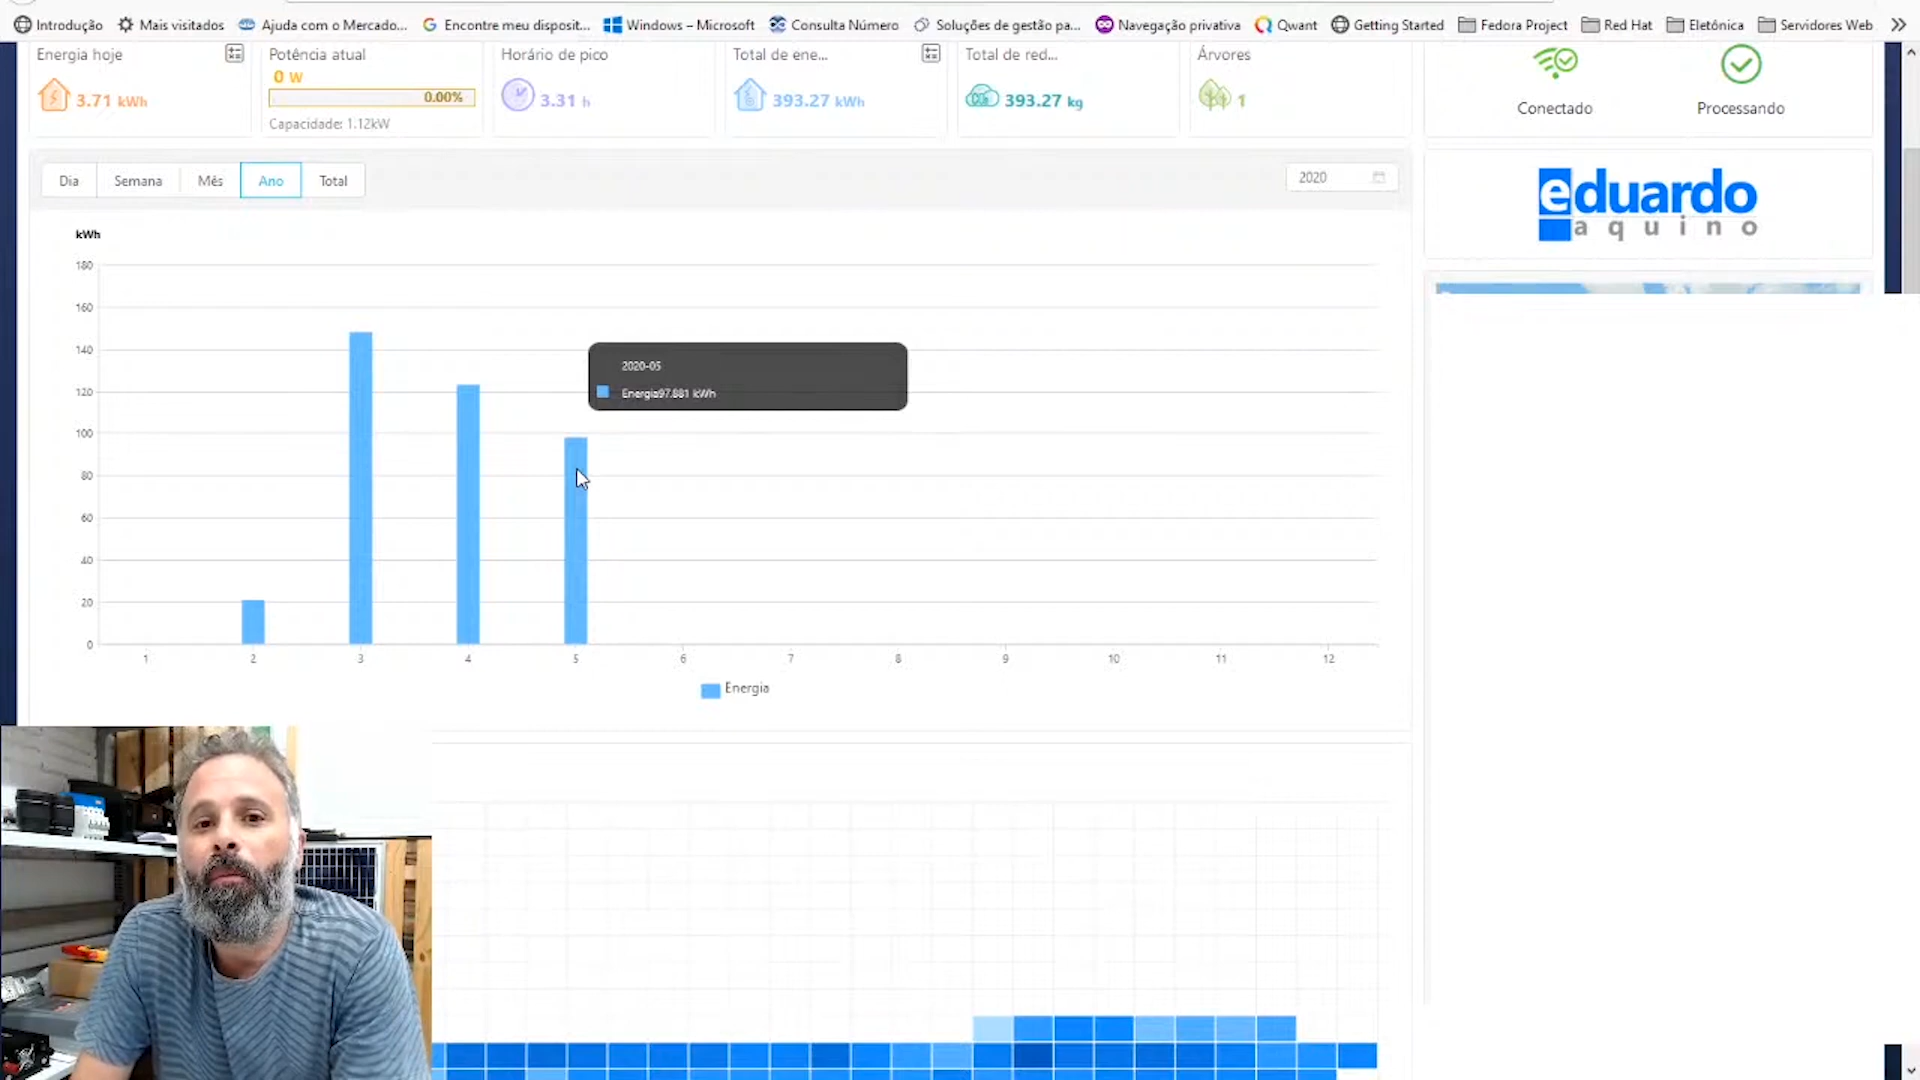 Introdução Mais visitados Ajuda com o Mercado... Encontre meu disposit... Windows – Microsoft Consulta Número Soluções de gestão pa... Navegação privativa Qwant Getting Started Fedora Project Red Hat Eletônica Servidores Web
Energia hoje
3.71 kWh
Potência atual
0 W
0.00%
Capacidade: 1.12kW
Horário de pico
3.31 h
Total de ene...
393.27 kWh
Total de red...
CO₂ 393.27 kg
Árvores
1
Conectado
Processando
Dia Semana Mês Ano Total
2020
eduardo
aquino
kWh
180
160
140
120
100
80
60
40
20
0
2020-05
Energia97.881 kWh
1 2 3 4 5 6 7 8 9 10 11 12
Energia